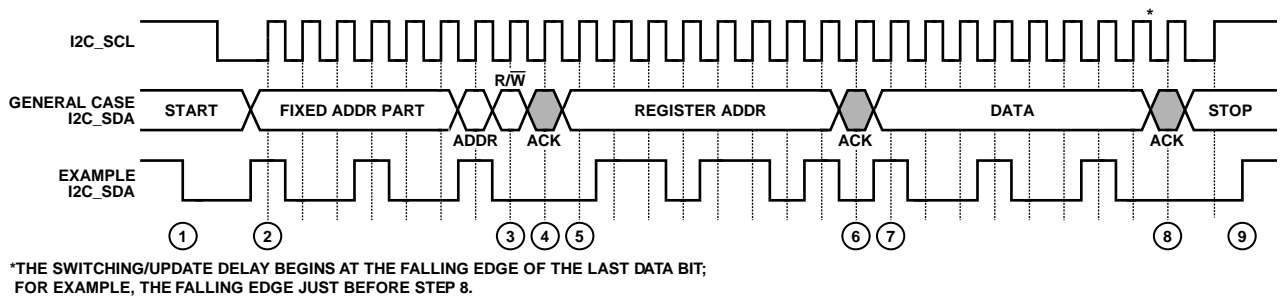 *
I2C_SCL
R/W̅
GENERAL CASE
I2C_SDA
START
FIXED ADDR PART
REGISTER ADDR
DATA
STOP
ADDR
ACK
ACK
ACK
EXAMPLE
I2C_SDA
1
2
3
4
5
6
7
8
9
*THE SWITCHING/UPDATE DELAY BEGINS AT THE FALLING EDGE OF THE LAST DATA BIT;
FOR EXAMPLE, THE FALLING EDGE JUST BEFORE STEP 8.